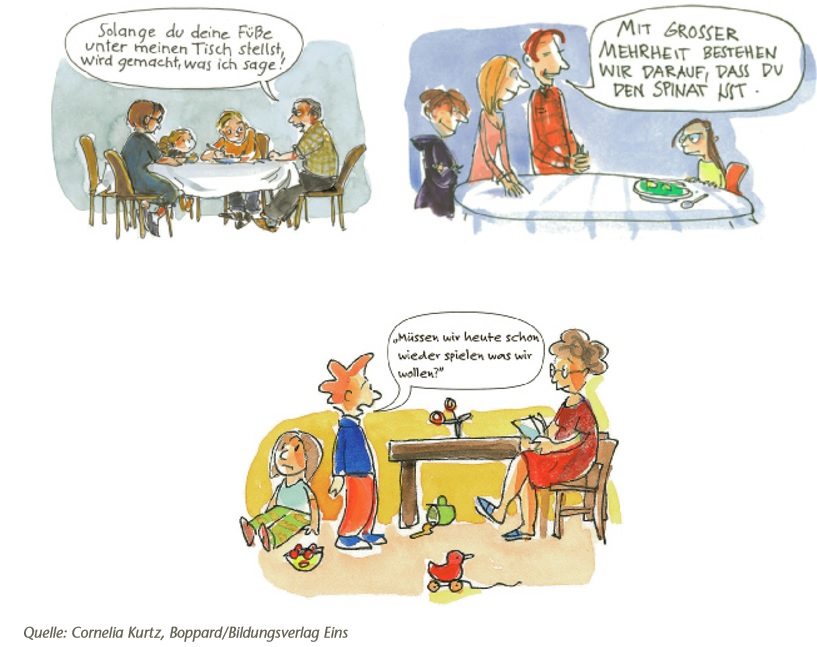 Solange du deine Füße
unter meinen Tisch stellst,
wird gemacht, was ich sage!
MIT GROSSER
MEHRHEIT BESTEHEN
WIR DARAUF, DASS DU
DEN SPINAT ISST.
„Müssen wir heute schon
wieder spielen was wir
wollen?"
Quelle: Cornelia Kurtz, Boppard/Bildungsverlag Eins